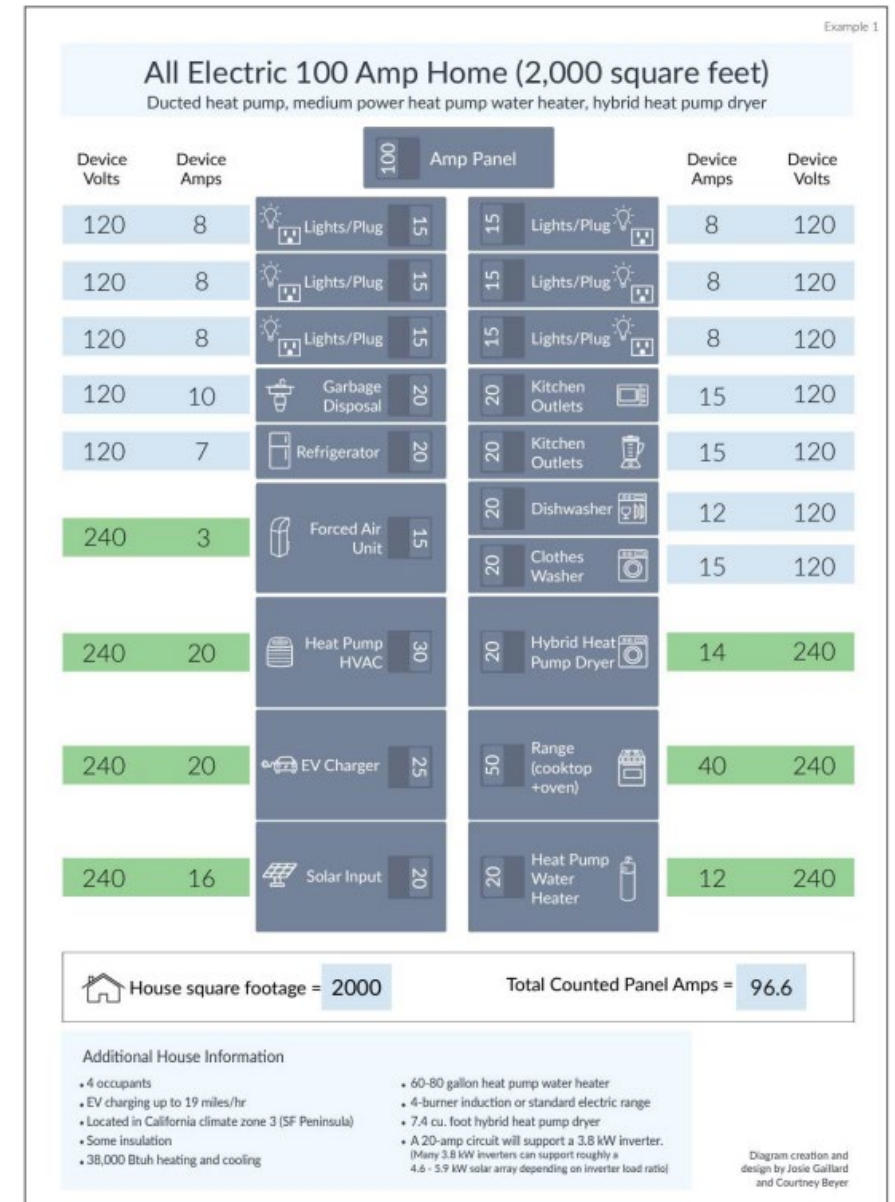 Example 1
All Electric 100 Amp Home (2,000 square feet)
Ducted heat pump, medium power heat pump water heater, hybrid heat pump dryer
Device Volts
Device Amps
100 Amp Panel
Device Amps
Device Volts
120 8 Lights/Plug 15
15 Lights/Plug 8 120
120 8 Lights/Plug 15
15 Lights/Plug 8 120
120 8 Lights/Plug 15
15 Lights/Plug 8 120
120 10 Garbage Disposal 20
20 Kitchen Outlets 15 120
120 7 Refrigerator 20
20 Kitchen Outlets 15 120
240 3 Forced Air Unit 15
20 Dishwasher 12 120
20 Clothes Washer 15 120
240 20 Heat Pump HVAC 30
20 Hybrid Heat Pump Dryer 14 240
240 20 EV Charger 25
50 Range (cooktop +oven) 40 240
240 16 Solar Input 20
20 Heat Pump Water Heater 12 240
House square footage = 2000
Total Counted Panel Amps = 96.6
Additional House Information
• 4 occupants
• EV charging up to 19 miles/hr
• Located in California climate zone 3 (SF Peninsula)
• Some insulation
• 38,000 Btuh heating and cooling
• 60-80 gallon heat pump water heater
• 4-burner induction or standard electric range
• 7.4 cu. foot hybrid heat pump dryer
• A 20-amp circuit will support a 3.8 kW inverter.
(Many 3.8 kW inverters can support roughly a
4.6 - 5.9 kW solar array depending on inverter load ratio)
Diagram creation and
design by Josie Gaillard
and Courtney Beyer